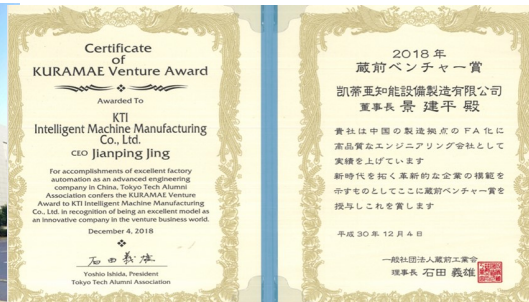 Certificate
of
KURAMAE Venture Award
Awarded To
KTI
Intelligent Machine Manufacturing
Co., Ltd.
CEO Jianping Jing
For accomplishments of excellent factory
automation as an advanced engineering
company in China, Tokyo Tech Alumni
Association confers the KURAMAE Venture
Award to KTI Intelligent Machine Manufacturing
Co., Ltd. in recognition of being an excellent model as
an innovative company in the venture business world.
December 4, 2018
石田義雄
Yoshio Ishida, President
Tokyo Tech Alumni Association
2018年
蔵前ベンチャー賞
凱蒂亜知能設備製造有限公司
董事長 景 建平 殿
貴社は中国の製造拠点のFA化に
高品質なエンジニアリング会社として
実績を上げています
新時代を拓く革新的な企業の模範を
示すものとしてここに蔵前ベンチャー賞を
授与しこれを賞します
平成30年12月4日
一般社団法人蔵前工業会
理事長 石田 義雄